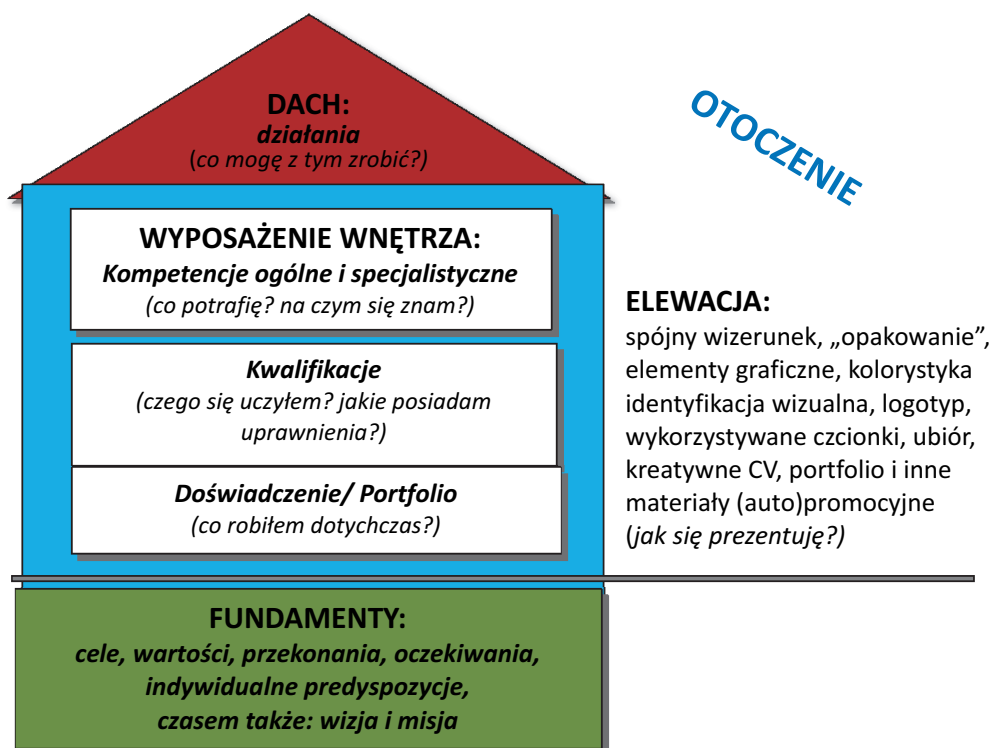 DACH:
działania
(co mogę z tym zrobić?)
OTOCZENIE
WYPOSAŻENIE WNĘTRZA:
Kompetencje ogólne i specjalistyczne
(co potrafię? na czym się znam?)
Kwalifikacje
(czego się uczyłem? jakie posiadam
uprawnienia?)
Doświadczenie/ Portfolio
(co robiłem dotychczas?)
ELEWACJA:
spójny wizerunek, „opakowanie”,
elementy graficzne, kolorystyka
identyfikacja wizualna, logotyp,
wykorzystywane czcionki, ubiór,
kreatywne CV, portfolio i inne
materiały (auto)promocyjne
(jak się prezentuję?)
FUNDAMENTY:
cele, wartości, przekonania, oczekiwania,
indywidualne predyspozycje,
czasem także: wizja i misja